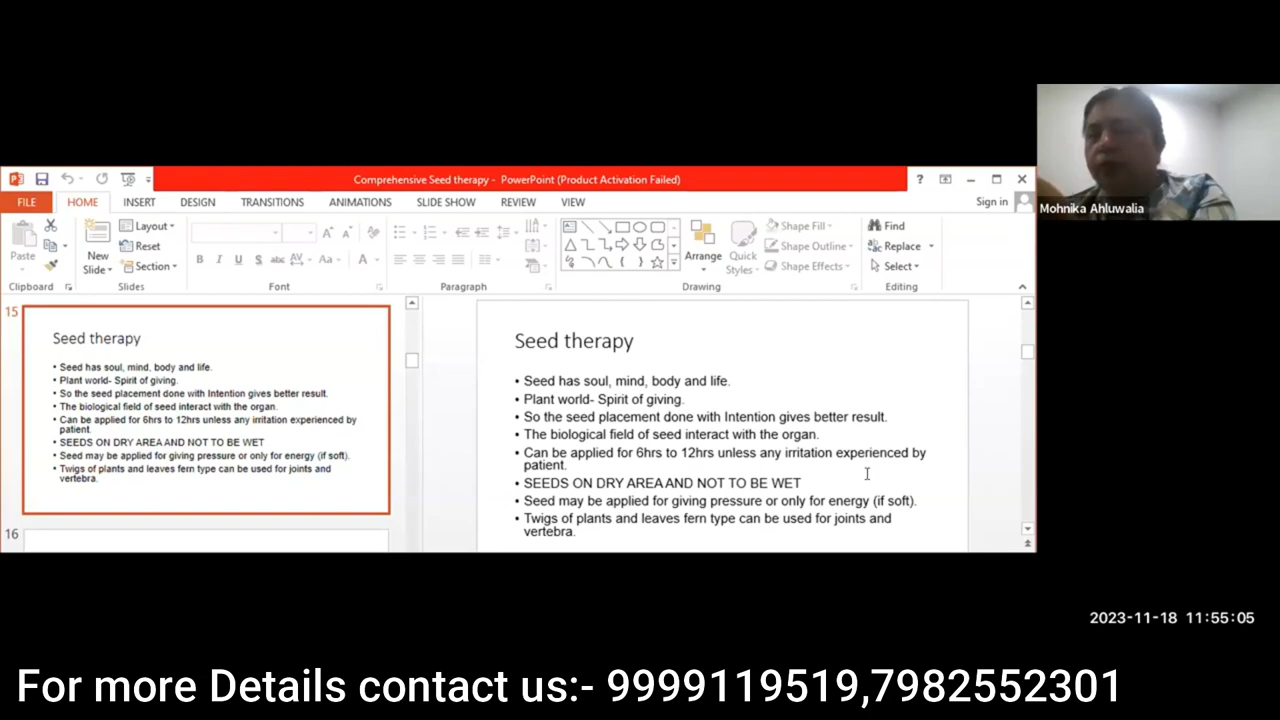 Comprehensive Seed therapy - PowerPoint (Product Activation Failed)
?
FILE HOME INSERT DESIGN TRANSITIONS ANIMATIONS SLIDE SHOW REVIEW VIEW Sign in
Paste
New Slide
Layout
Reset
Section
B I U S abc AV Aa A
Arrange
Quick Styles
Shape Fill
Shape Outline
Shape Effects
Find
Replace
Select
Clipboard Slides Font Paragraph Drawing Editing
15
Seed therapy
• Seed has soul, mind, body and life.
• Plant world- Spirit of giving.
• So the seed placement done with Intention gives better result.
• The biological field of seed interact with the organ.
• Can be applied for 6hrs to 12hrs unless any irritation experienced by
patient.
• SEEDS ON DRY AREA AND NOT TO BE WET
• Seed may be applied for giving pressure or only for energy (if soft).
• Twigs of plants and leaves fern type can be used for joints and
vertebra.
16
Seed therapy
• Seed has soul, mind, body and life.
• Plant world- Spirit of giving.
• So the seed placement done with Intention gives better result.
• The biological field of seed interact with the organ.
• Can be applied for 6hrs to 12hrs unless any irritation experienced by
patient.
• SEEDS ON DRY AREA AND NOT TO BE WET
• Seed may be applied for giving pressure or only for energy (if soft).
• Twigs of plants and leaves fern type can be used for joints and
vertebra.
Mohnika Ahluwalia
2023-11-18 11:55:05
For more Details contact us:- 9999119519,7982552301